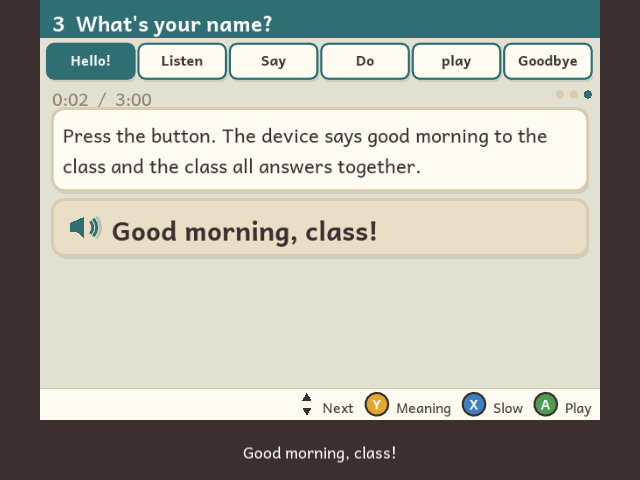 3 What's your name?
Hello!
Listen
Say
Do
play
Goodbye
0:02 / 3:00
Press the button. The device says good morning to the
class and the class all answers together.
Good morning, class!
Next
Y Meaning
X Slow
A Play
Good morning, class!